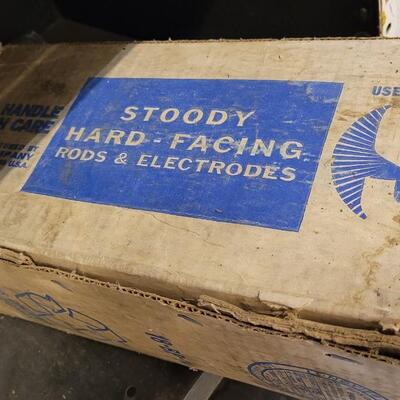 HANDLE
CARE
U.S.A.
STOODY
HARD-FACING
RODS & ELECTRODES
USE